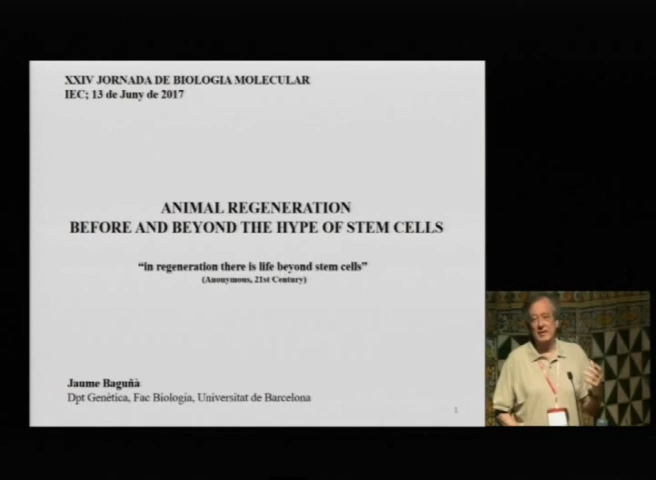 XXIV JORNADA DE BIOLOGIA MOLECULAR
IEC; 13 de Juny de 2017
ANIMAL REGENERATION
BEFORE AND BEYOND THE HYPE OF STEM CELLS
“in regeneration there is life beyond stem cells”
(Anonymous, 21st Century)
Jaume Baguñà
Dpt Genètica, Fac Biologia, Universitat de Barcelona
1